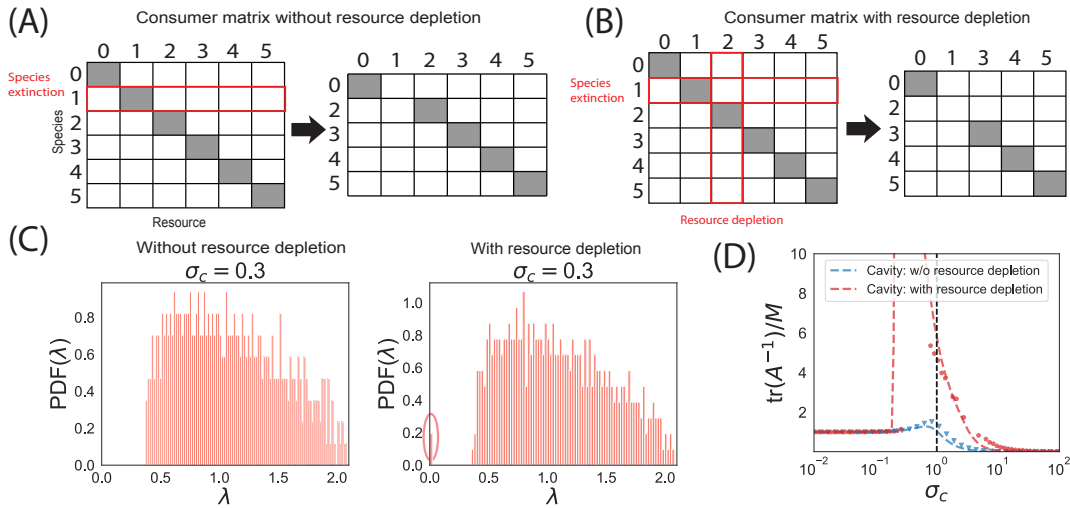 (A)
Consumer matrix without resource depletion
0 1 2 3 4 5
Species
extinction
0
1
2
3
4
5
Species
Resource
0 1 2 3 4 5
0
2
3
4
5
(B)
Consumer matrix with resource depletion
0 1 2 3 4 5
Species
extinction
0
1
2
3
4
5
Resource depletion
0 1 3 4 5
0
2
3
4
5
(C)
Without resource depletion
σc = 0.3
PDF(λ)
0.8
0.6
0.4
0.2
0.0
0.0 0.5 1.0 1.5 2.0
λ
With resource depletion
σc = 0.3
PDF(λ)
1.0
0.8
0.6
0.4
0.2
0.0
0.0 0.5 1.0 1.5 2.0
λ
(D)
Cavity: w/o resource depletion
Cavity: with resource depletion
tr(A⁻¹)/M
10
8
6
4
2
10⁻² 10⁻¹ 10⁰ 10¹ 10²
σc